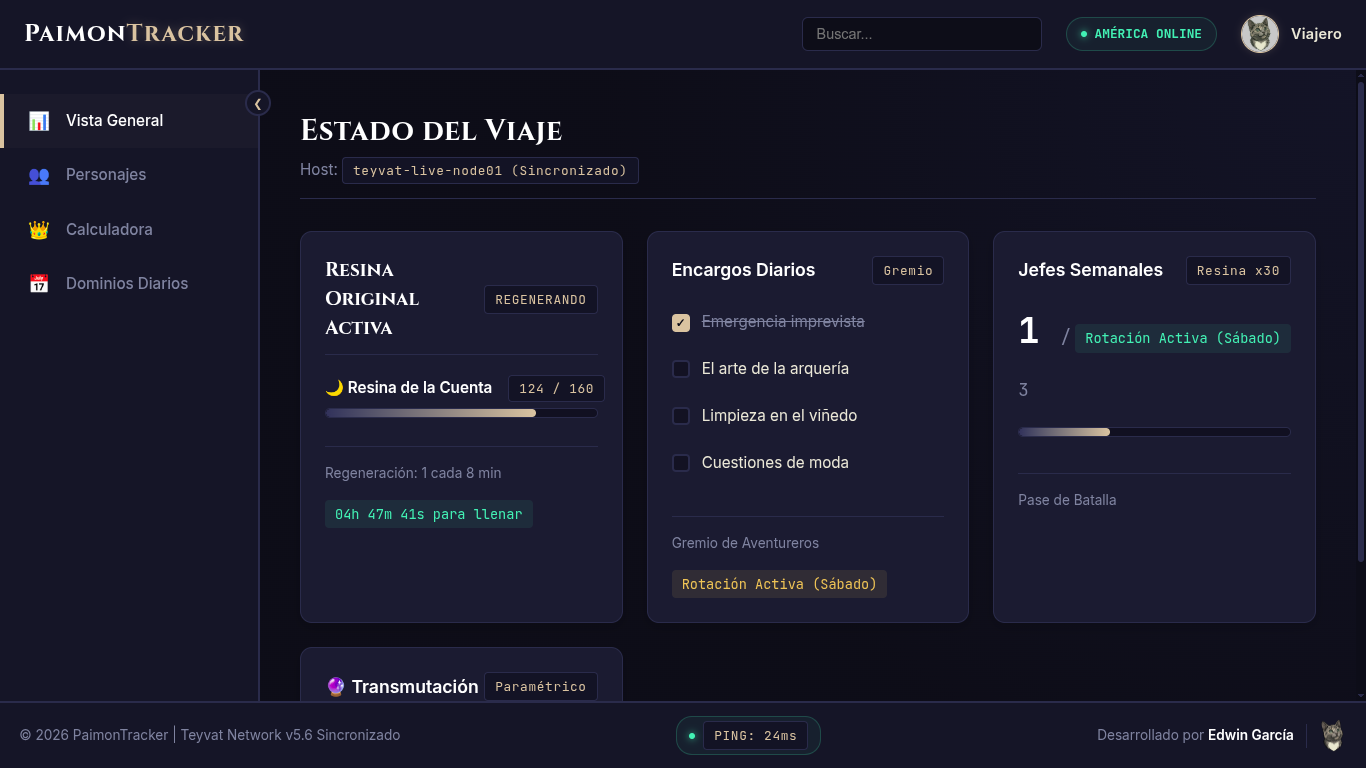 PAIMONTRACKER
Buscar...
AMÉRICA ONLINE
Viajero
Vista General
Personajes
Calculadora
Dominios Diarios
ESTADO DEL VIAJE
Host: teyvat-live-node01 (Sincronizado)
RESINA
ORIGINAL
ACTIVA
REGENERANDO
Resina de la Cuenta 124 / 160
Regeneración: 1 cada 8 min
04h 47m 41s para llenar
Encargos Diarios Gremio
Emergencia imprevista
El arte de la arquería
Limpieza en el viñedo
Cuestiones de moda
Gremio de Aventureros
Rotación Activa (Sábado)
Jefes Semanales Resina x30
1 / Rotación Activa (Sábado)
3
Pase de Batalla
Transmutación Paramétrico
© 2026 PaimonTracker | Teyvat Network v5.6 Sincronizado
PING: 24ms
Desarrollado por Edwin García